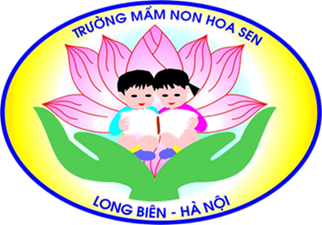 TRƯỜNG MẦM NON HOA SEN
LONG BIÊN - HÀ NỘI